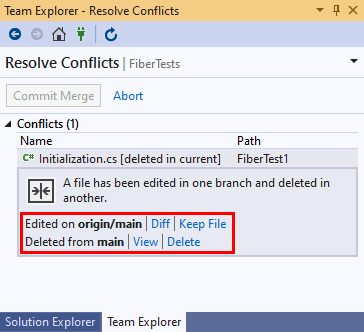 Team Explorer - Resolve Conflicts
Resolve Conflicts | FiberTests
Commit Merge Abort
Conflicts (1)
Name Path
C# Initialization.cs [deleted in current] FiberTest1
A file has been edited in one branch and deleted in
another.
Edited on origin/main | Diff | Keep File
Deleted from main | View | Delete
Solution Explorer Team Explorer